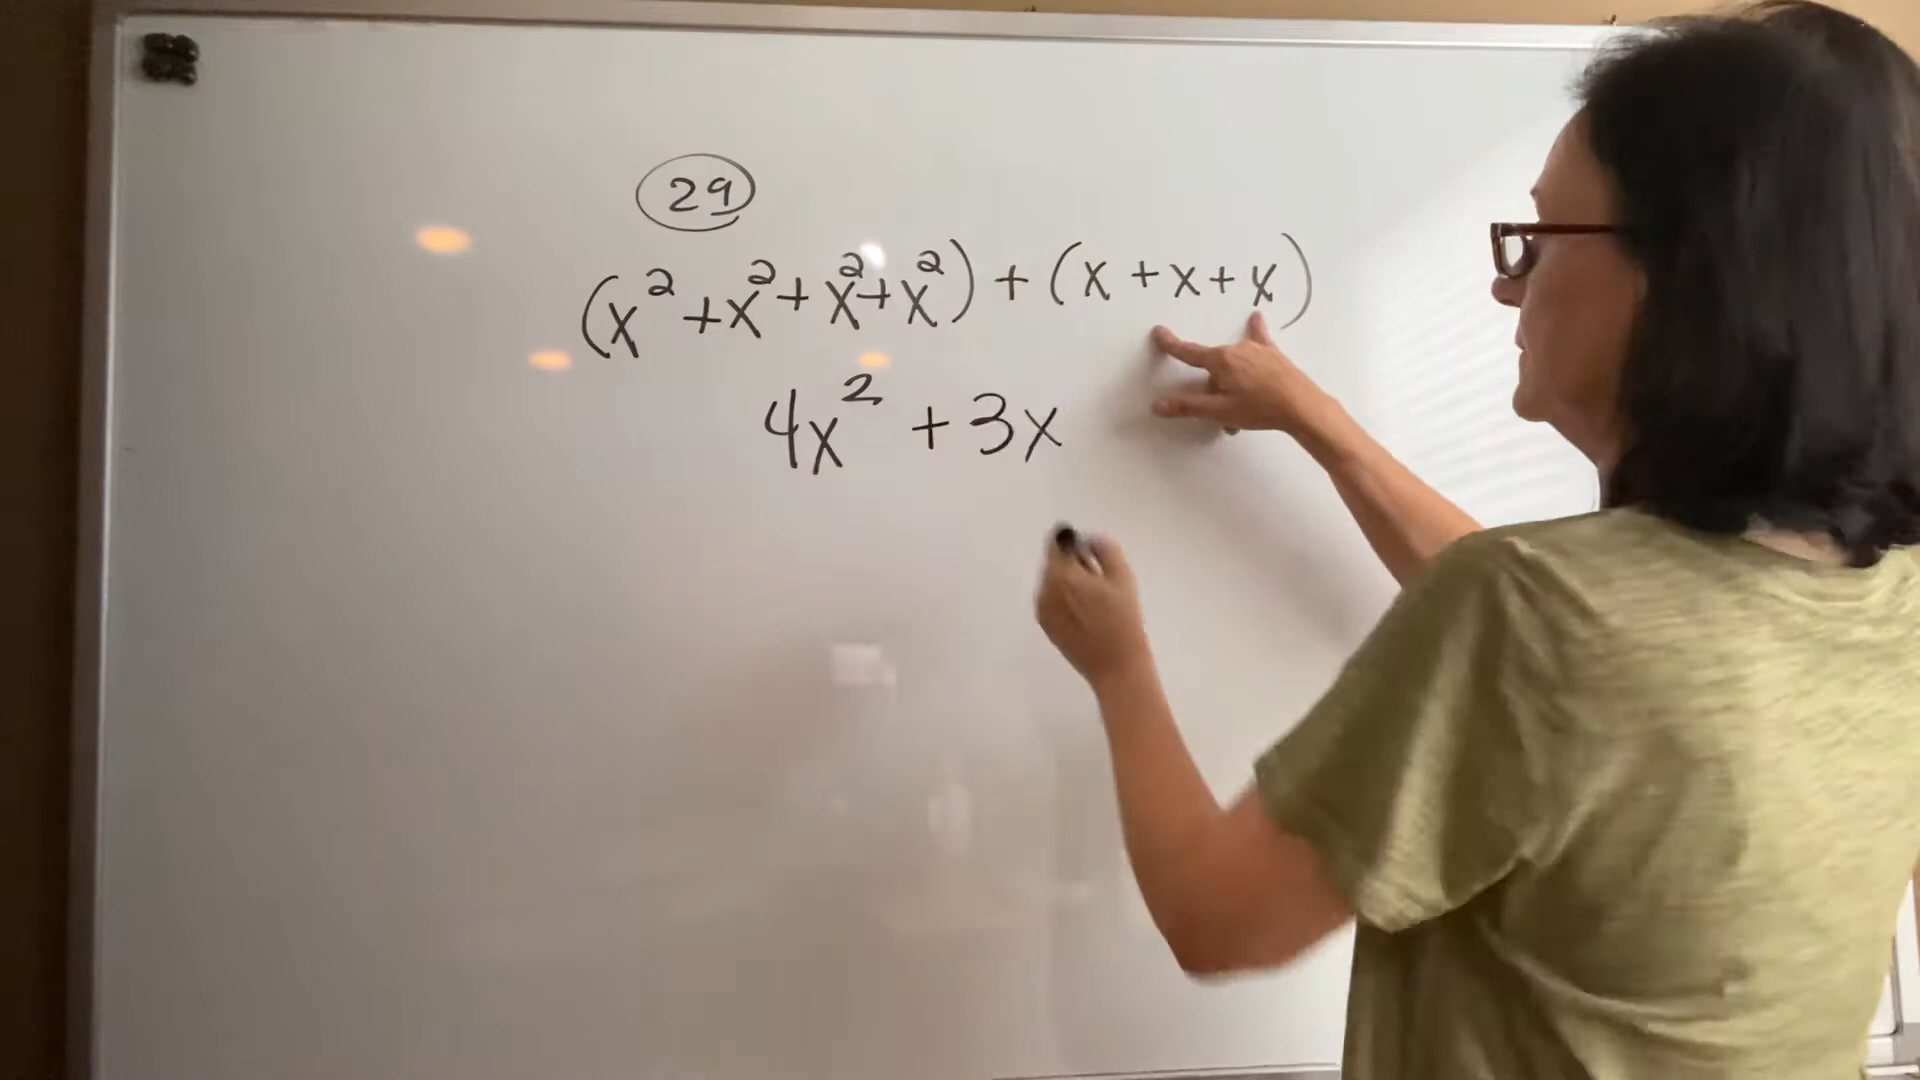 29
(x² + x² + x² + x²) + (x + x + x)
4x² + 3x